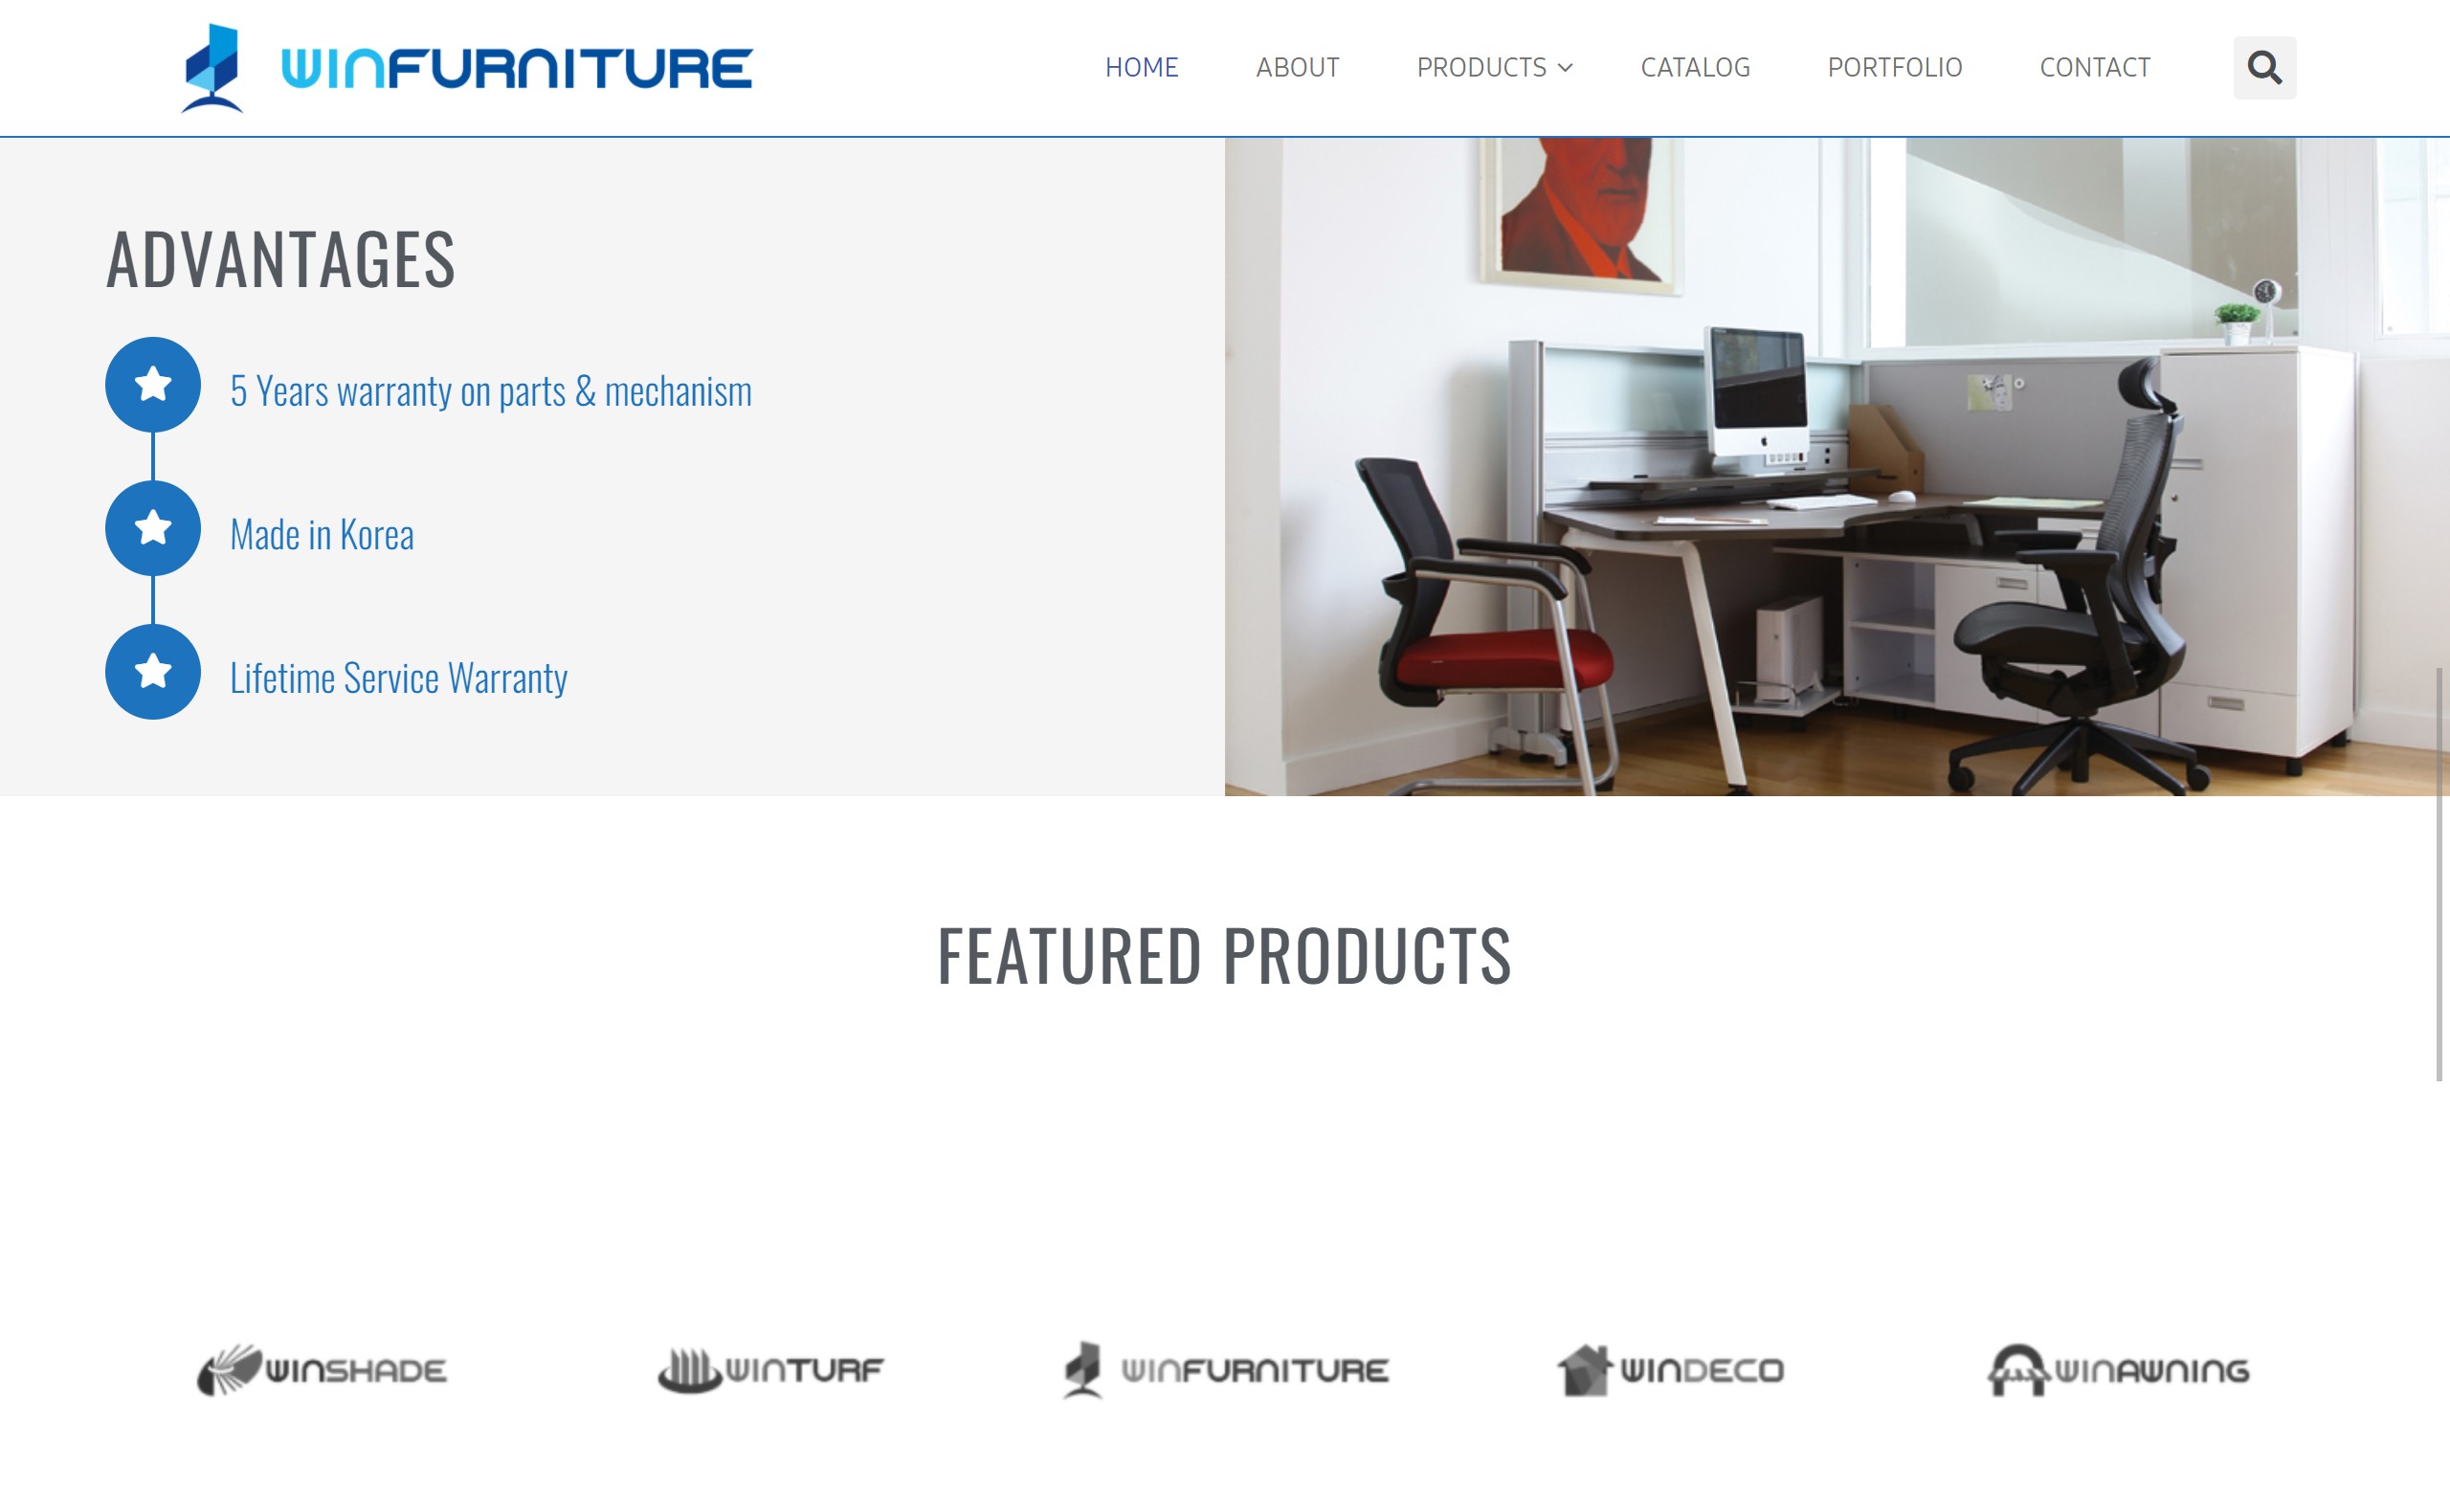 WINFURNITURE
HOME
ABOUT
PRODUCTS
CATALOG
PORTFOLIO
CONTACT
ADVANTAGES
5 Years warranty on parts & mechanism
Made in Korea
Lifetime Service Warranty
FEATURED PRODUCTS
WINSHADE
WINTURF
WINFURNITURE
WINDECO
WINAWNING